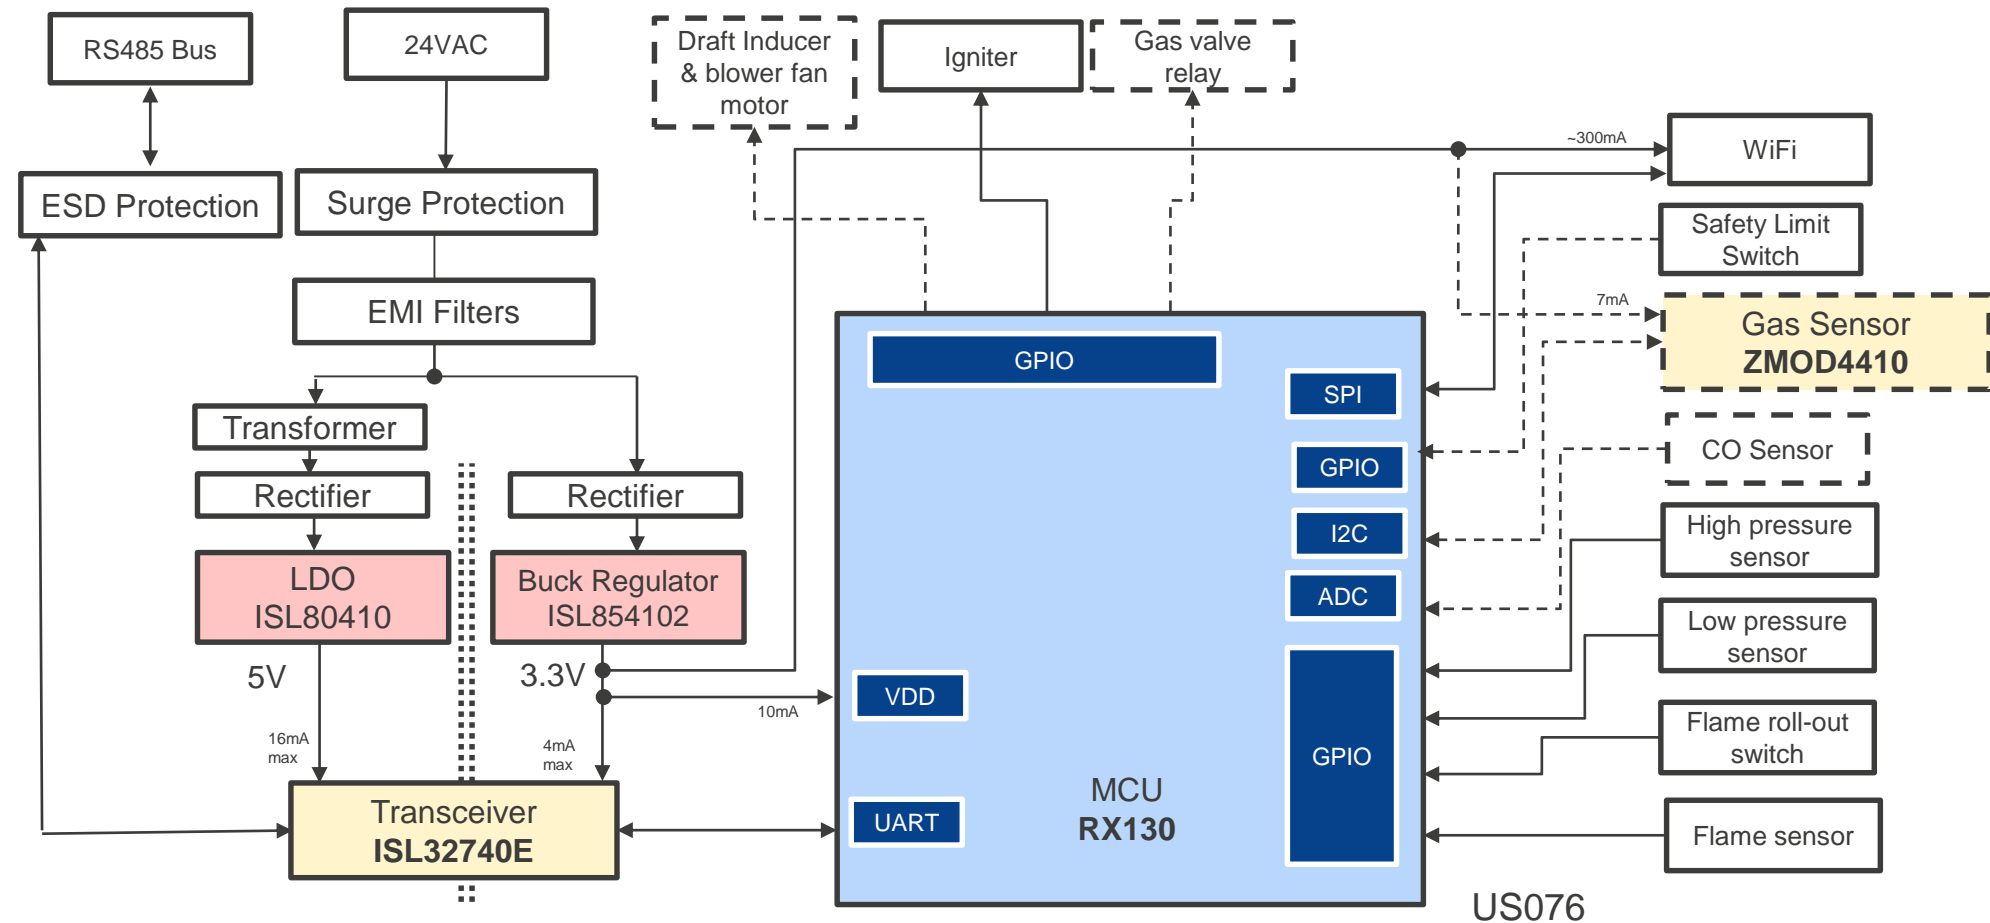 RS485 Bus
24VAC
Draft Inducer
& blower fan
motor
Igniter
Gas valve
relay
~300mA
WiFi
ESD Protection
Surge Protection
Safety Limit
Switch
EMI Filters
7mA
Gas Sensor
ZMOD4410
GPIO
SPI
Transformer
CO Sensor
GPIO
Rectifier
Rectifier
I2C
High pressure
sensor
LDO
ISL80410
Buck Regulator
ISL854102
ADC
Low pressure
sensor
5V
3.3V
VDD
10mA
Flame roll-out
switch
16mA
max
4mA
max
GPIO
MCU
RX130
Transceiver
ISL32740E
UART
Flame sensor
US076